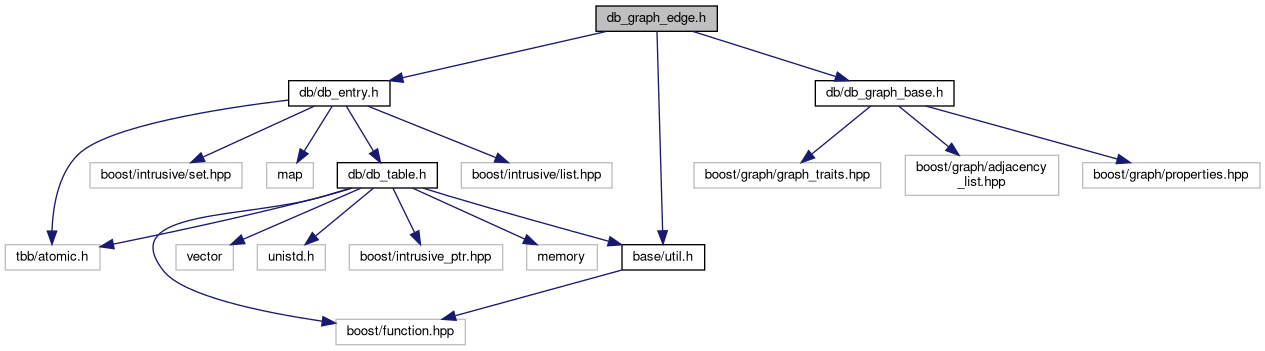 db_graph_edge.h
db/db_entry.h
db/db_graph_base.h
boost/intrusive/set.hpp
map
db/db_table.h
boost/intrusive/list.hpp
boost/graph/graph_traits.hpp
boost/graph/adjacency
_list.hpp
boost/graph/properties.hpp
tbb/atomic.h
vector
unistd.h
boost/intrusive_ptr.hpp
memory
base/util.h
boost/function.hpp